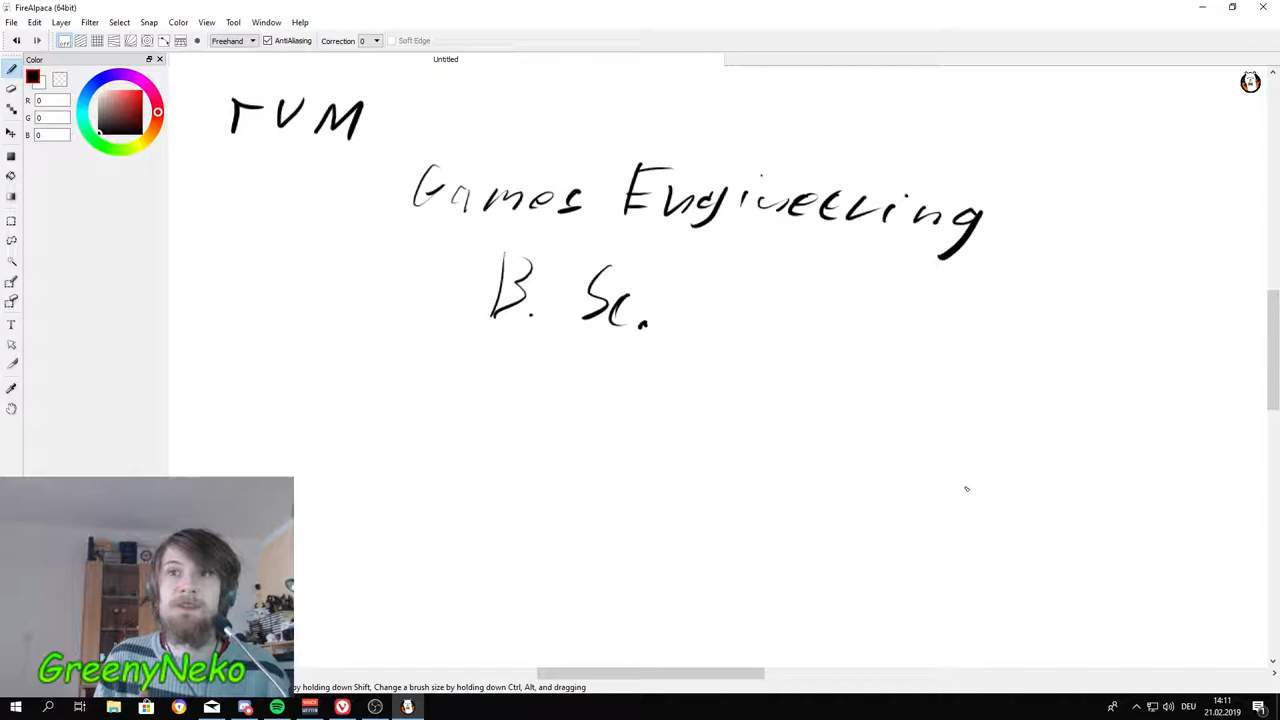 FireAlpaca (64bit)
File Edit Layer Filter Select Snap Color View Tool Window Help
OFF Freehand AntiAliasing Correction 0 Soft Edge
Color
Untitled
R 0
G 0
B 0
TUM
Games Engineering
B. Sc.
GreenyNeko
by holding down Shift, Change a brush size by holding down Ctrl, Alt, and dragging
DEU
14:11
21.02.2019